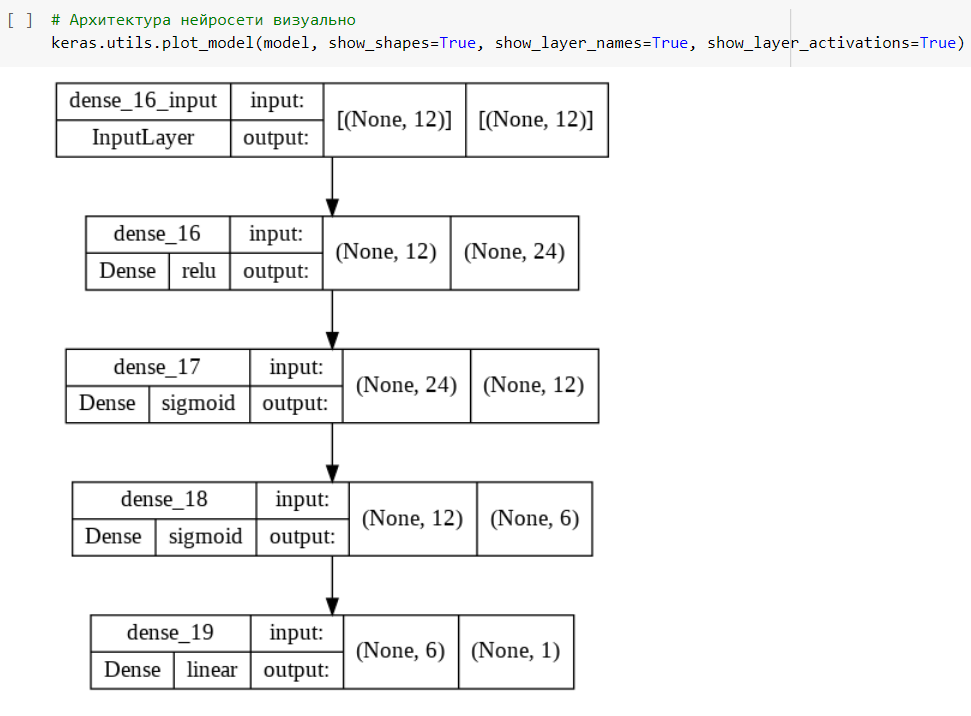 [ ] # Архитектура нейросети визуально
keras.utils.plot_model(model, show_shapes=True, show_layer_names=True, show_layer_activations=True)
dense_16_input input: [(None, 12)] [(None, 12)]
InputLayer output:
dense_16 input: (None, 12) (None, 24)
Dense relu output:
dense_17 input: (None, 24) (None, 12)
Dense sigmoid output:
dense_18 input: (None, 12) (None, 6)
Dense sigmoid output:
dense_19 input: (None, 6) (None, 1)
Dense linear output: